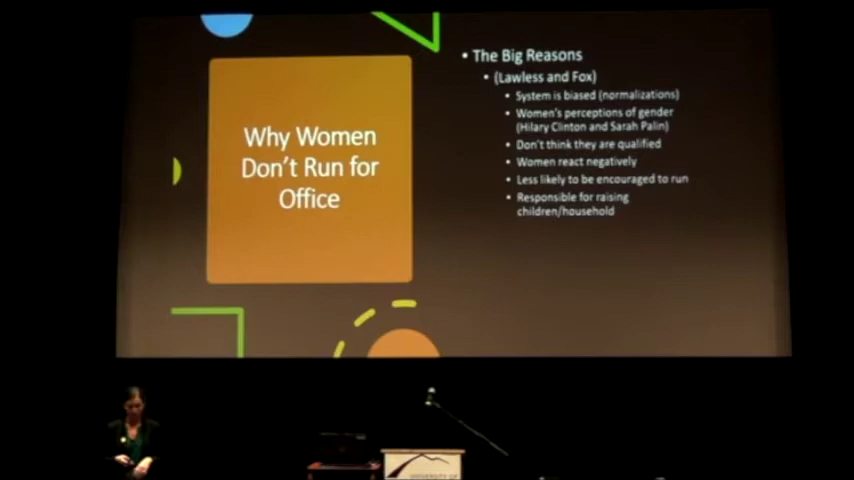 Why Women
Don't Run for
Office
• The Big Reasons
• (Lawless and Fox)
• System is biased (normalizations)
• Women's perceptions of gender
(Hilary Clinton and Sarah Palin)
• Don't think they are qualified
• Women react negatively
• Less likely to be encouraged to run
• Responsible for raising
children/household
UNIVERSITY OF